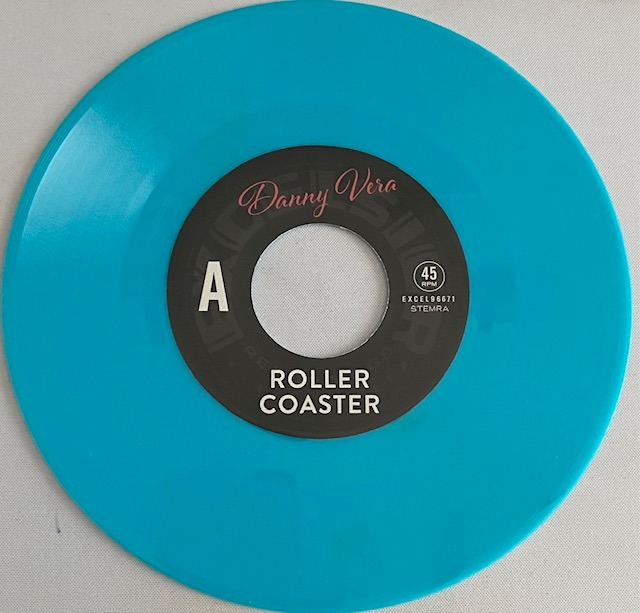 Danny Vera
A
45
RPM
EXCEL96671
STEMRA
ROLLER
COASTER